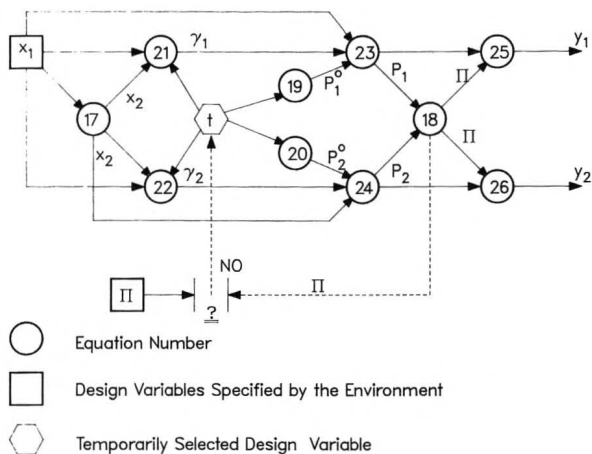 x₁
21
γ₁
23
25
y₁
19
P₁°
P₁
Π
x₂
17
t
18
x₂
20
P₂°
P₂
Π
22
γ₂
24
26
y₂
NO
Π
Π
?
Equation Number
Design Variables Specified by the Environment
Temporarily Selected Design Variable